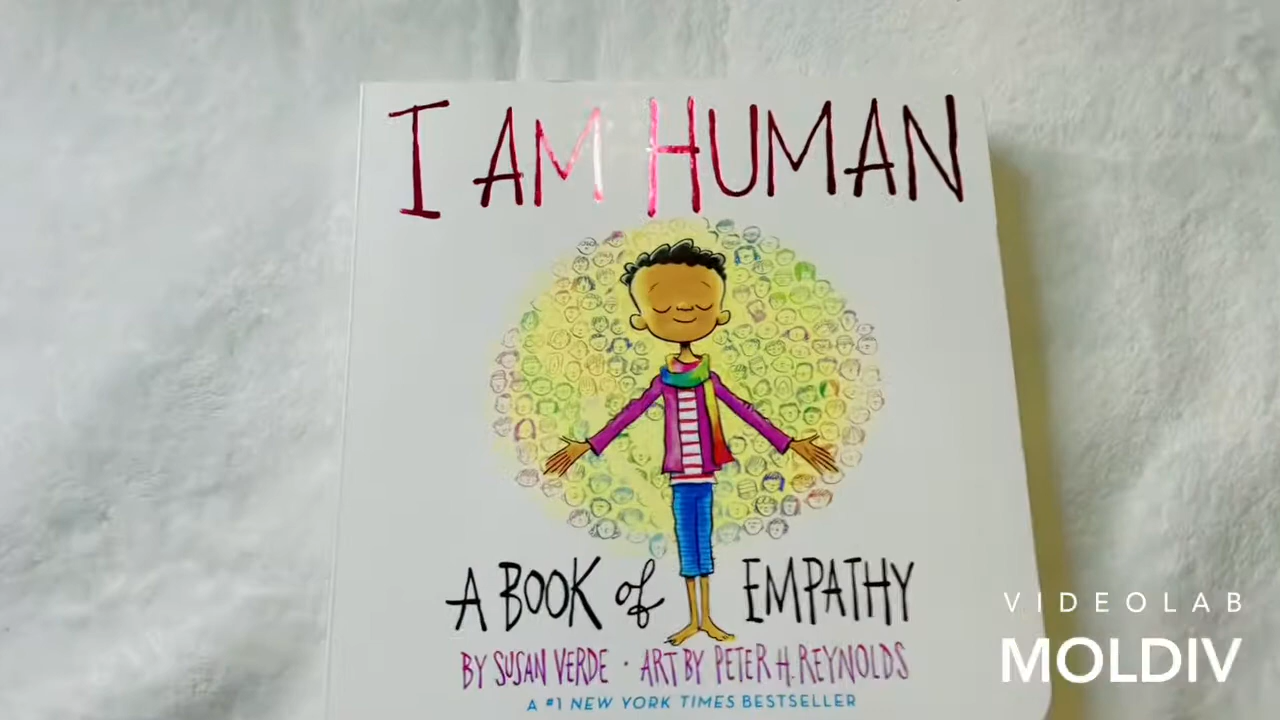 I AM HUMAN
A BOOK of EMPATHY
BY SUSAN VERDE · ART BY PETER H. REYNOLDS
A #1 NEW YORK TIMES BESTSELLER
VIDEOLAB
MOLDIV